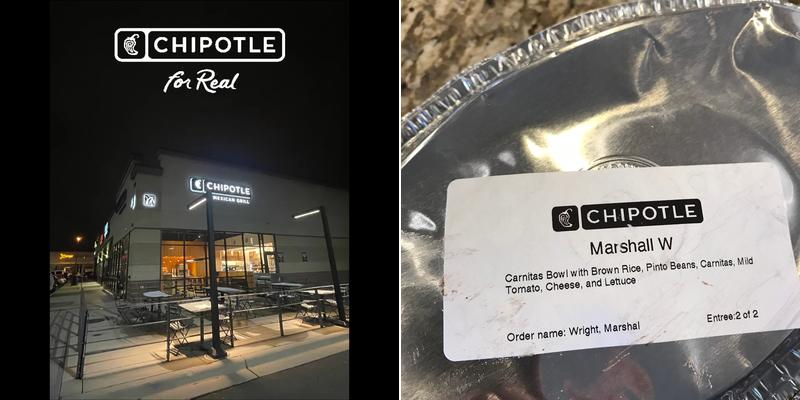 CHIPOTLE
for Real
CHIPOTLE
MEXICAN GRILL
CHIPOTLE
Marshall W
Carnitas Bowl with Brown Rice, Pinto Beans, Carnitas, Mild
Tomato, Cheese, and Lettuce
Entree:2 of 2
Order name: Wright, Marshal